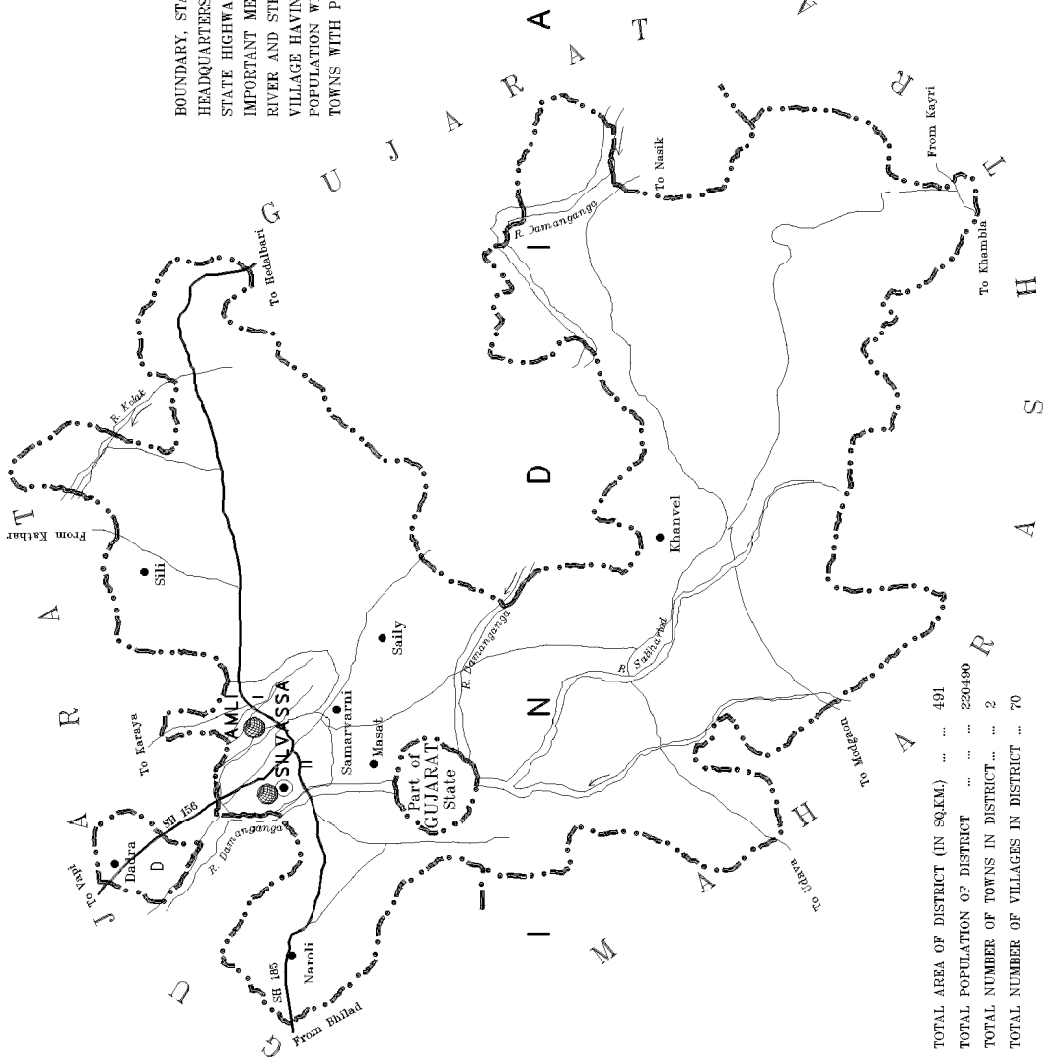 BOUNDARY, STA
HEADQUARTERS
STATE HIGHWA
IMPORTANT ME
RIVER AND STR
VILLAGE HAVIN
POPULATION W
TOWNS WITH P
G U J A R A T
G U J A R A T
M A H A R A S H T R A
I N D I A
To Hedalbari
R. Kolak
From Kathar
Sili
To Karaya
AMLI
I
SILVASSA
II
Samarvarni
Masat
Saily
To Vapi
Dadra
D
SH 156
R. Damanganga
SH 185
Naroli
From Bhilad
Part of
GUJARAT
State
R. Damanganga
R. Damanganga
To Nasik
Khanvel
R
From Kayri
To Khambla
To Modgaon
To Udava
TOTAL AREA OF DISTRICT (IN SQ.KM.) ... ... 491
TOTAL POPULATION OF DISTRICT ... ... ... 220490
TOTAL NUMBER OF TOWNS IN DISTRICT... ... 2
TOTAL NUMBER OF VILLAGES IN DISTRICT ... 70